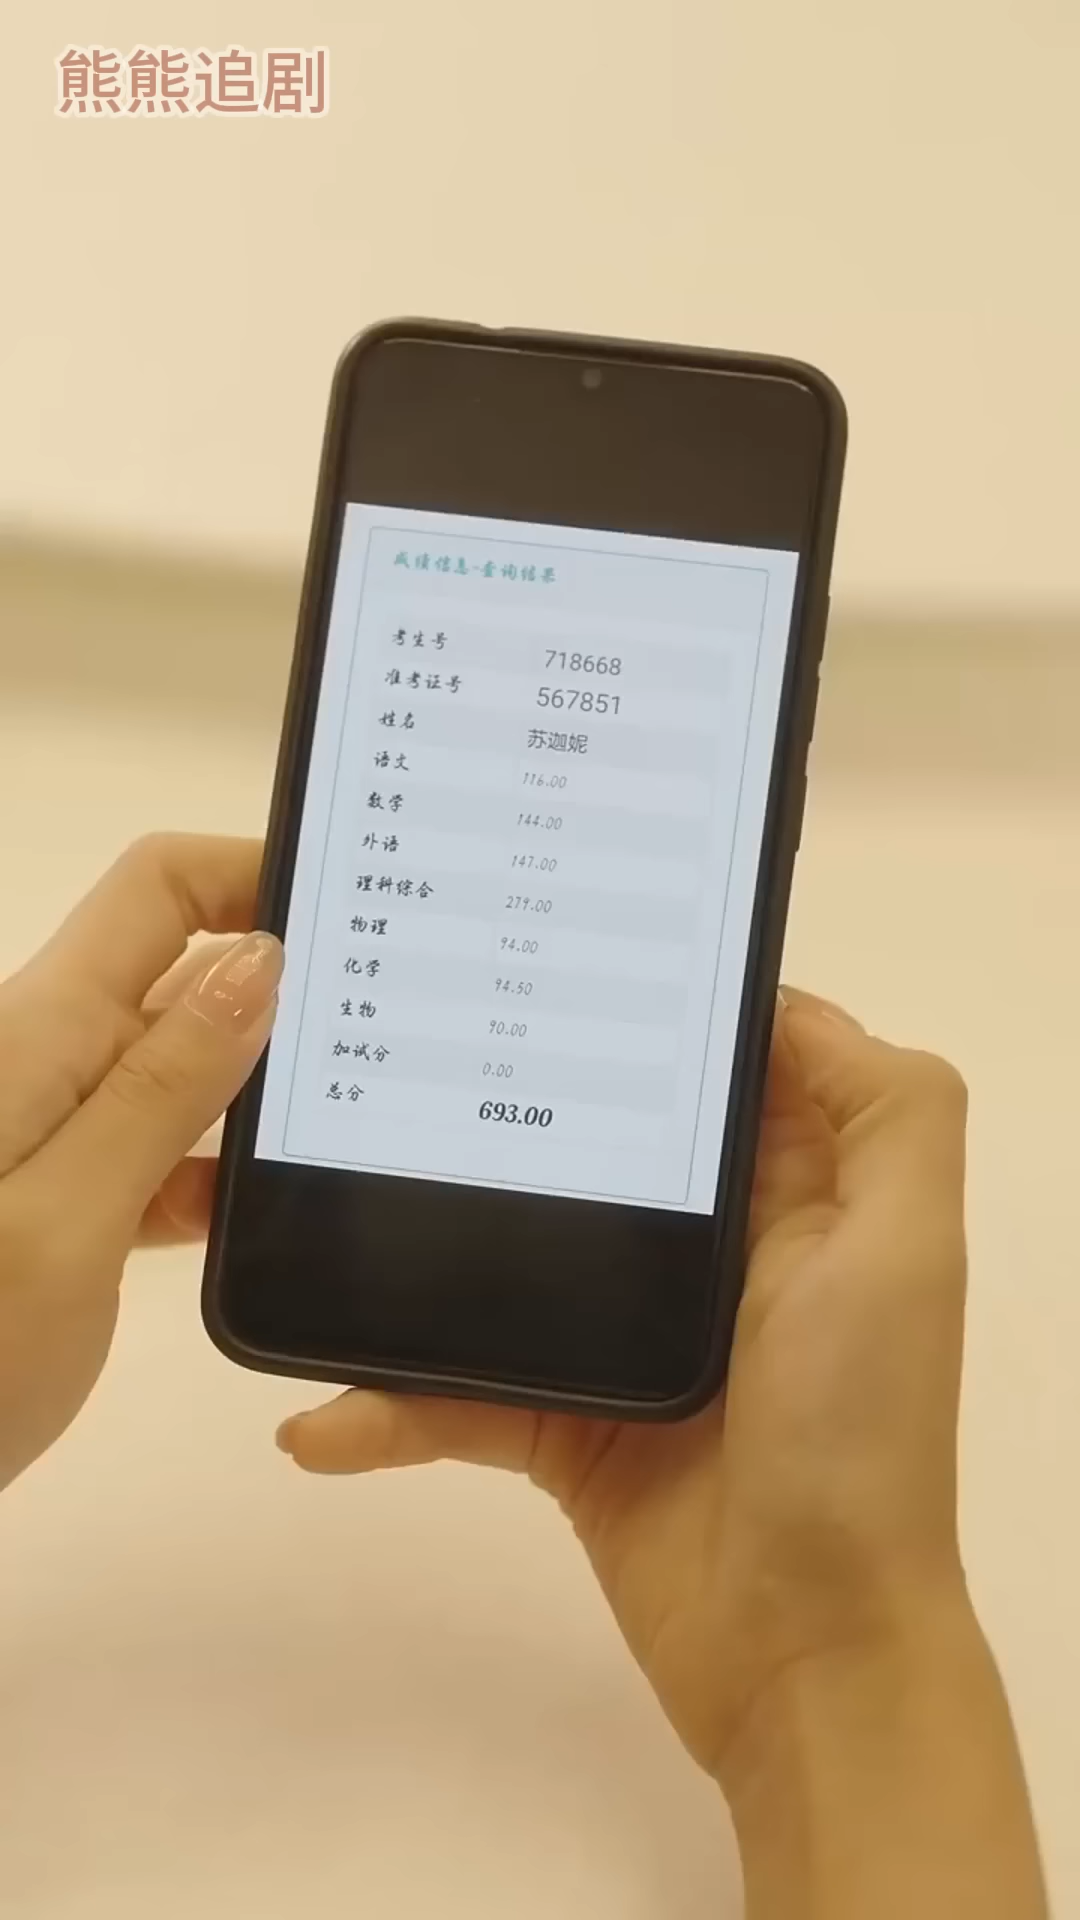 熊熊追剧
成绩信息-查询结果
考生号 718668
准考证号 567851
姓名 苏迦妮
语文 116.00
数学 144.00
外语 147.00
理科综合 279.00
物理 94.00
化学 94.50
生物 90.00
加试分 0.00
总分 693.00